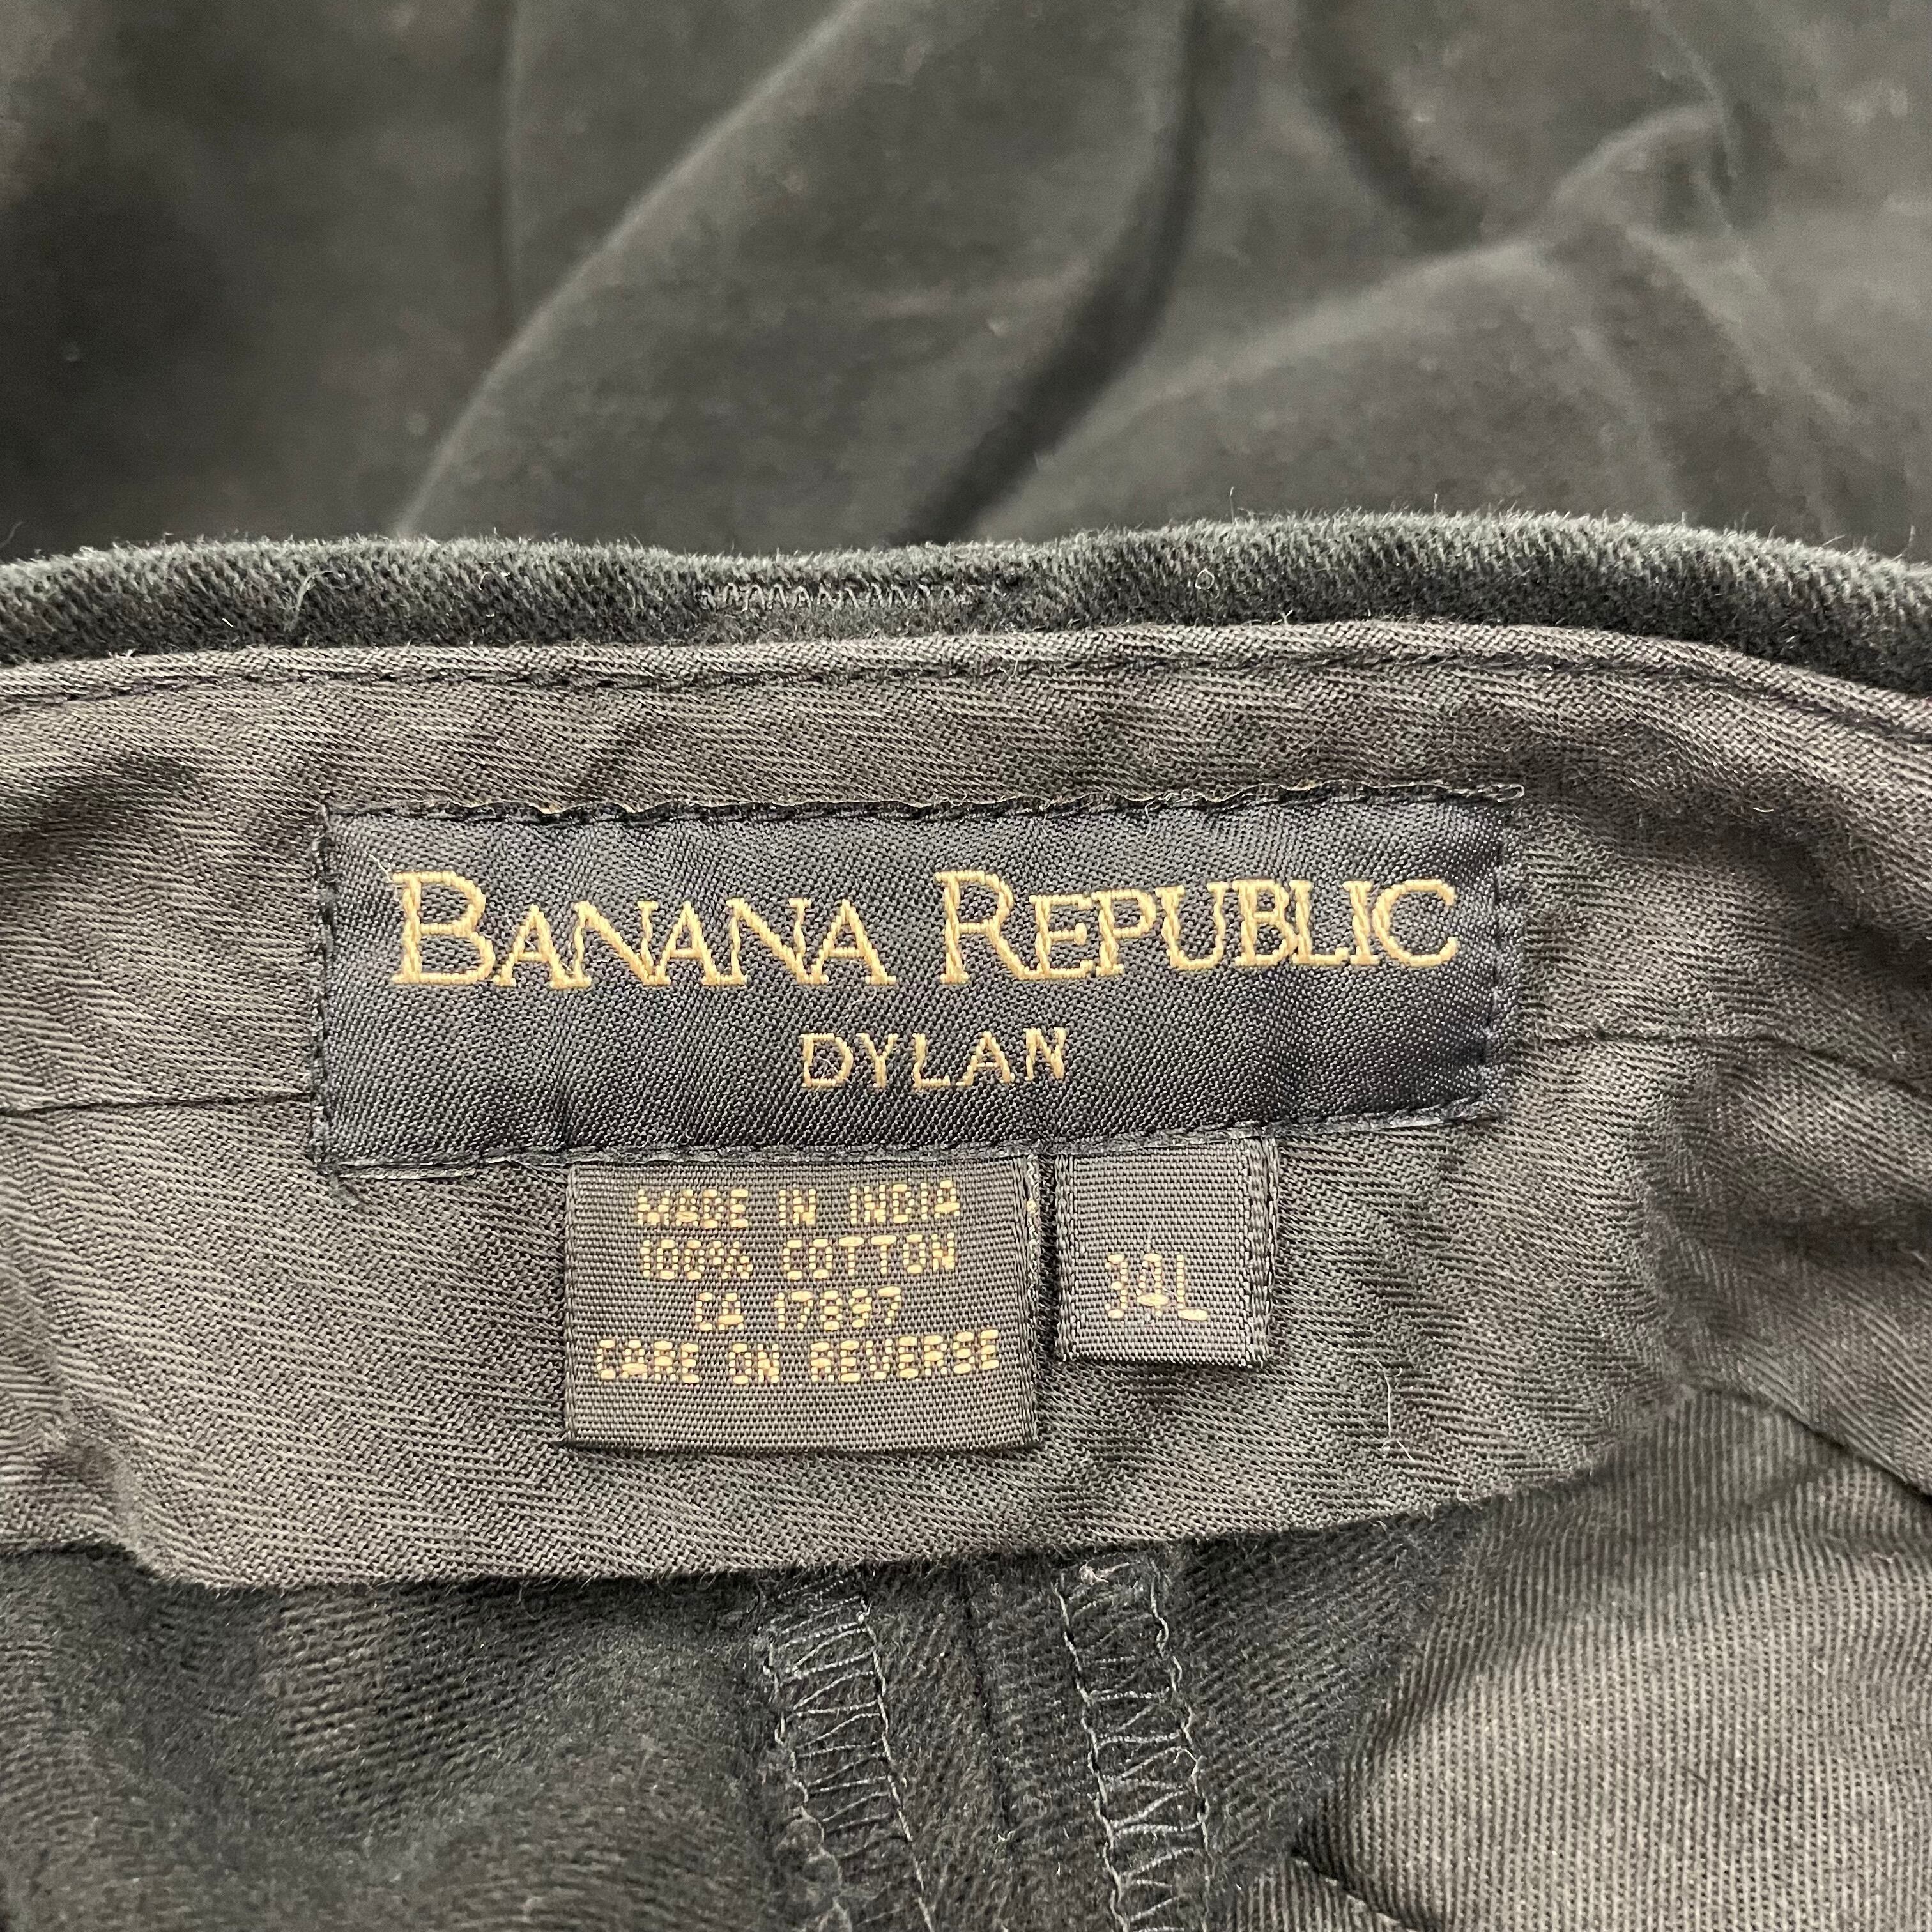 BANANA REPUBLIC
DYLAN
MADE IN INDIA
100% COTTON
CA 17897
CARE ON REVERSE
34L